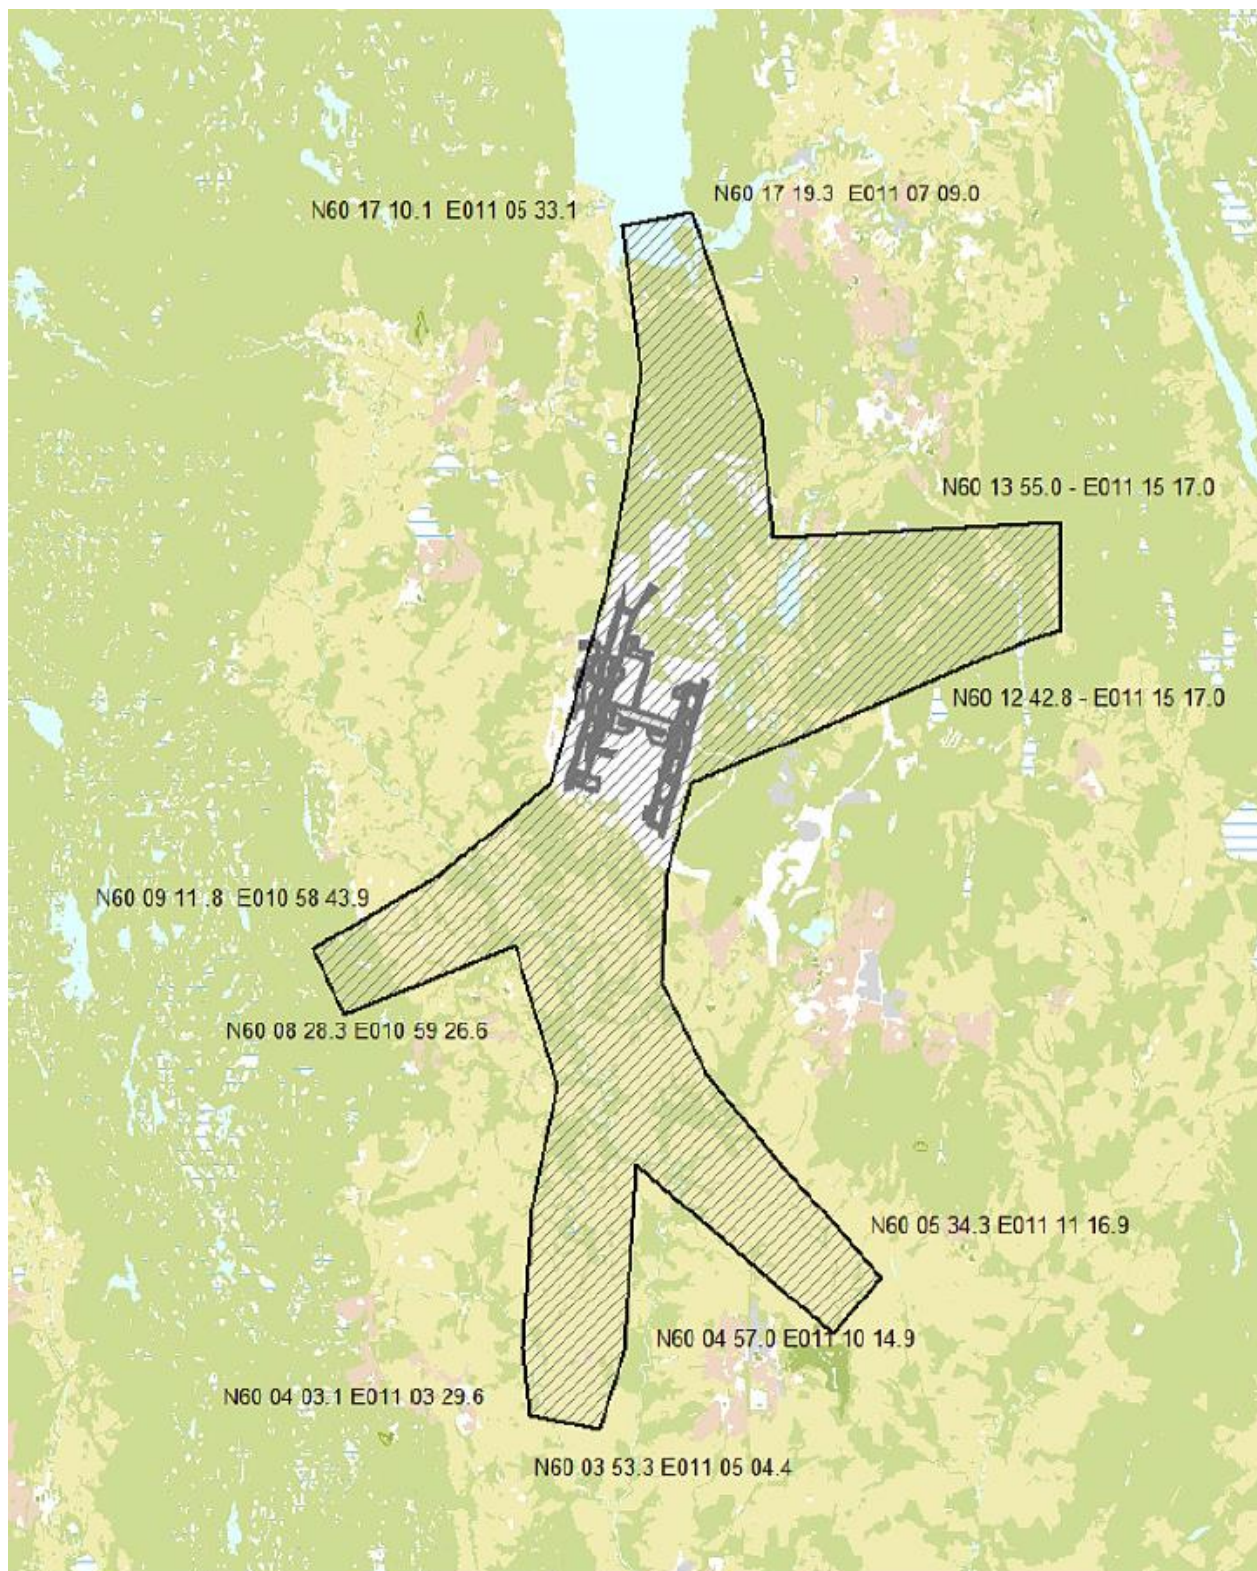 N60 17 19.3 E011 07 09.0
N60 17 10.1 E011 05 33.1
N60 13 55.0 - E011 15 17.0
N60 12 42.8 - E011 15 17.0
N60 09 11.8 E010 58 43.9
N60 08 28.3 E010 59 26.6
N60 05 34.3 E011 11 16.9
N60 04 57.0 E011 10 14.9
N60 04 03.1 E011 03 29.6
N60 03 53.3 E011 05 04.4